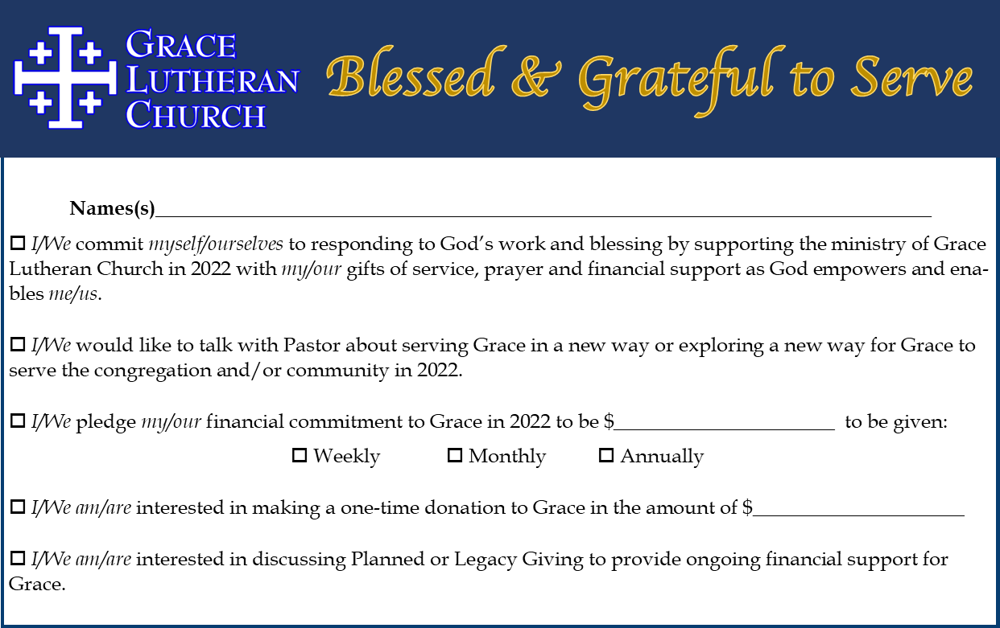 GRACE
LUTHERAN
CHURCH
Blessed & Grateful to Serve
Names(s)
I/We commit myself/ourselves to responding to God's work and blessing by supporting the ministry of Grace
Lutheran Church in 2022 with my/our gifts of service, prayer and financial support as God empowers and ena-
bles me/us.
I/We would like to talk with Pastor about serving Grace in a new way or exploring a new way for Grace to
serve the congregation and/or community in 2022.
I/We pledge my/our financial commitment to Grace in 2022 to be $______________________ to be given:
Weekly Monthly Annually
I/We am/are interested in making a one-time donation to Grace in the amount of $_____________________
I/We am/are interested in discussing Planned or Legacy Giving to provide ongoing financial support for
Grace.